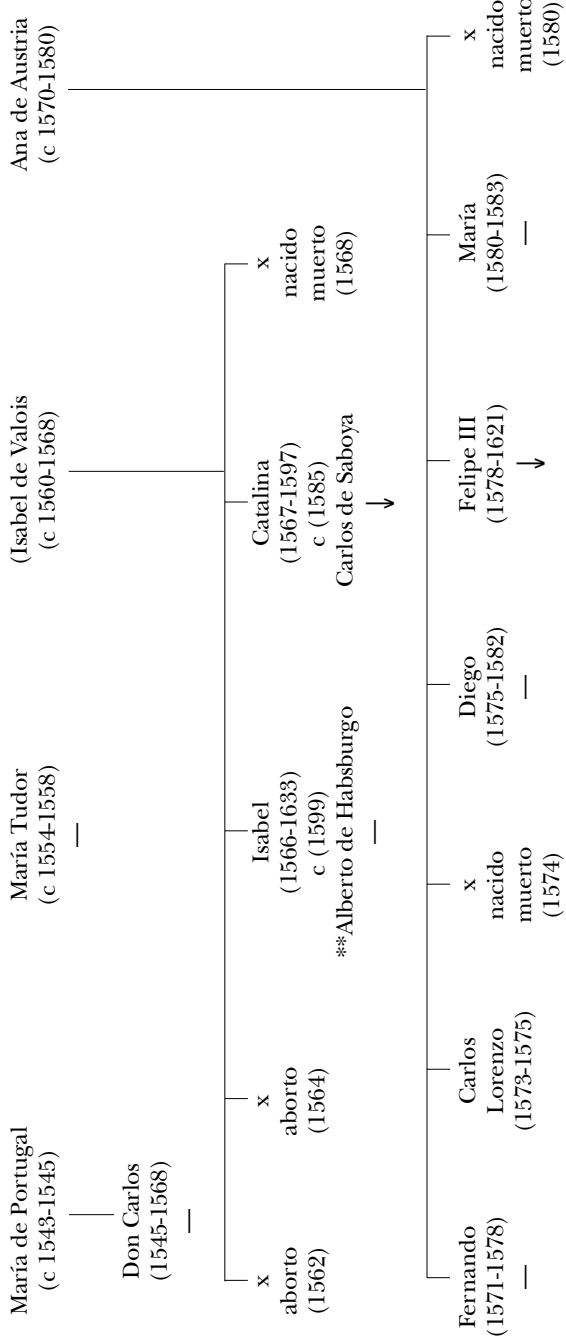 María de Portugal
(c 1543-1545)
María Tudor
(c 1554-1558)
(Isabel de Valois
(c 1560-1568)
Ana de Austria
(c 1570-1580)
Don Carlos
(1545-1568)
x
aborto
(1562)
x
aborto
(1564)
Isabel
(1566-1633)
c (1599)
**Alberto de Habsburgo
Catalina
(1567-1597)
c (1585)
Carlos de Saboya
x
nacido
muerto
(1568)
Fernando
(1571-1578)
Carlos
Lorenzo
(1573-1575)
x
nacido
muerto
(1574)
Diego
(1575-1582)
Felipe III
(1578-1621)
María
(1580-1583)
x
nacido
muerto
(1580)